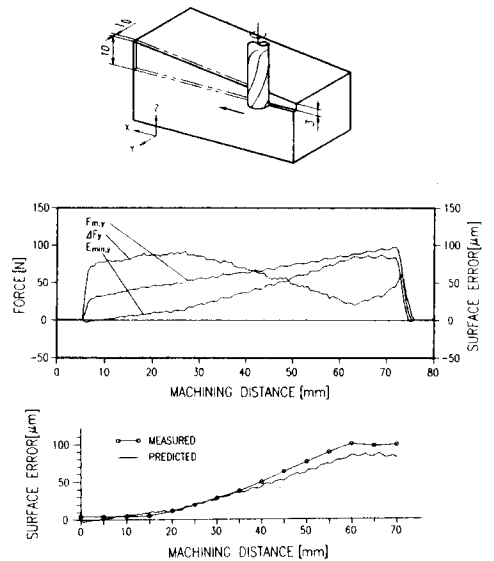 1.0
10
Z
X
Y
3
150
100
50
0
-50
FORCE[N]
F m,y
ΔFy
E min,y
150
100
50
0
-50
SURFACE ERROR[μm]
0 10 20 30 40 50 60 70 80
MACHINING DISTANCE [mm]
SURFACE ERROR[μm]
100
50
0
MEASURED
PREDICTED
0 10 20 30 40 50 60 70
MACHINING DISTANCE [mm]